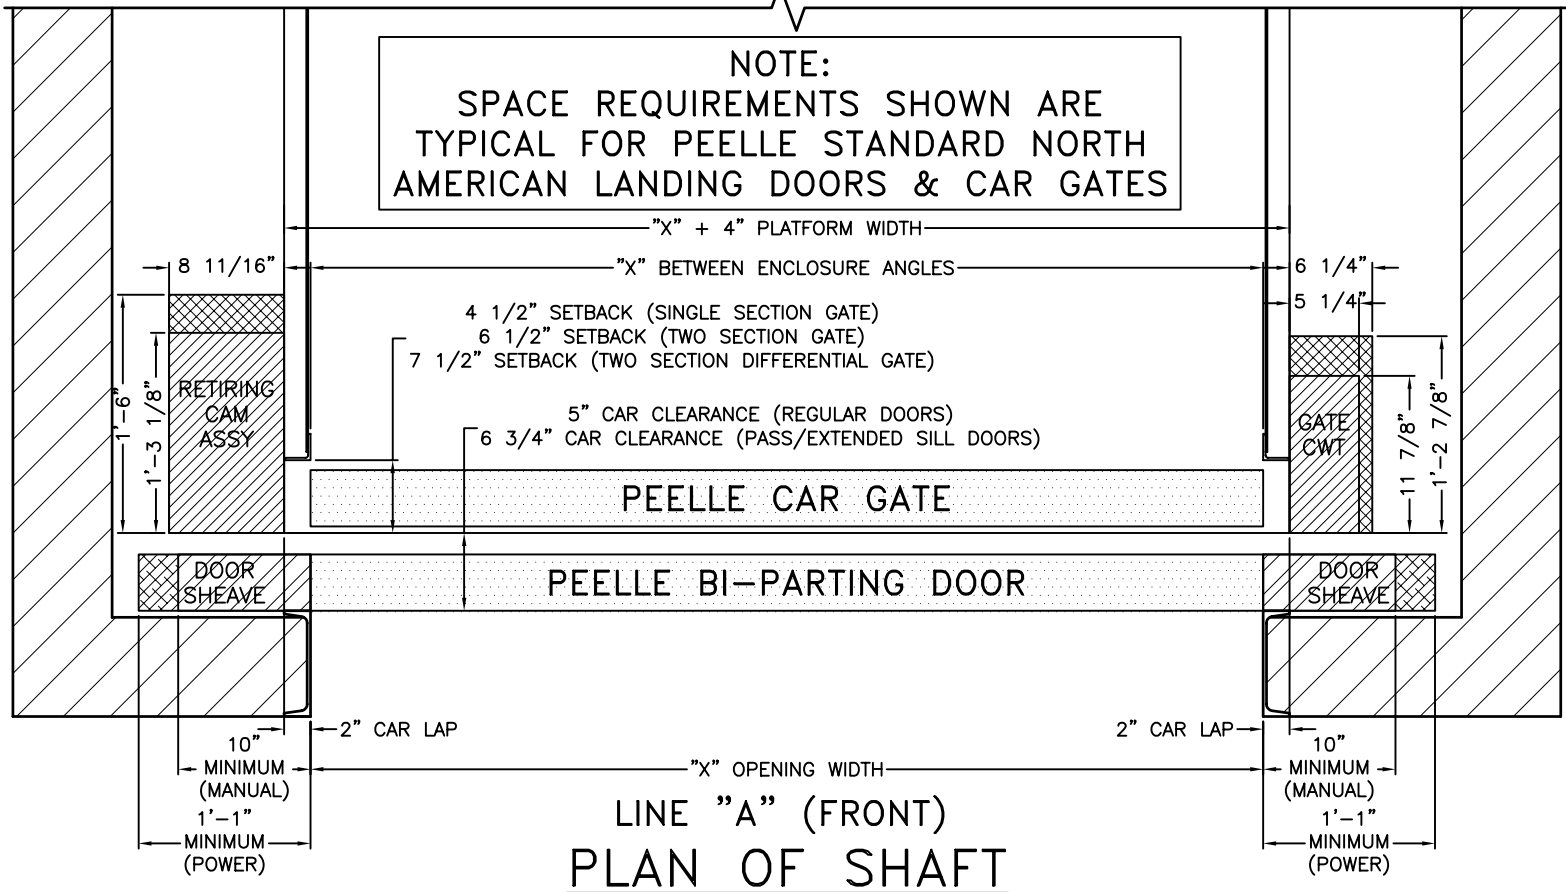 NOTE:
SPACE REQUIREMENTS SHOWN ARE
TYPICAL FOR PEELLE STANDARD NORTH
AMERICAN LANDING DOORS & CAR GATES
"X" + 4" PLATFORM WIDTH
8 11/16"
"X" BETWEEN ENCLOSURE ANGLES
6 1/4"
5 1/4"
4 1/2" SETBACK (SINGLE SECTION GATE)
6 1/2" SETBACK (TWO SECTION GATE)
7 1/2" SETBACK (TWO SECTION DIFFERENTIAL GATE)
1'-6"
1'-3 1/8"
RETIRING
CAM
ASSY
5" CAR CLEARANCE (REGULAR DOORS)
6 3/4" CAR CLEARANCE (PASS/EXTENDED SILL DOORS)
GATE
CWT
11 7/8"
1'-2 7/8"
PEELLE CAR GATE
DOOR
SHEAVE
PEELLE BI-PARTING DOOR
DOOR
SHEAVE
2" CAR LAP
2" CAR LAP
10"
MINIMUM
(MANUAL)
"X" OPENING WIDTH
10"
MINIMUM
(MANUAL)
1'-1"
MINIMUM
(POWER)
LINE "A" (FRONT)
1'-1"
MINIMUM
(POWER)
PLAN OF SHAFT